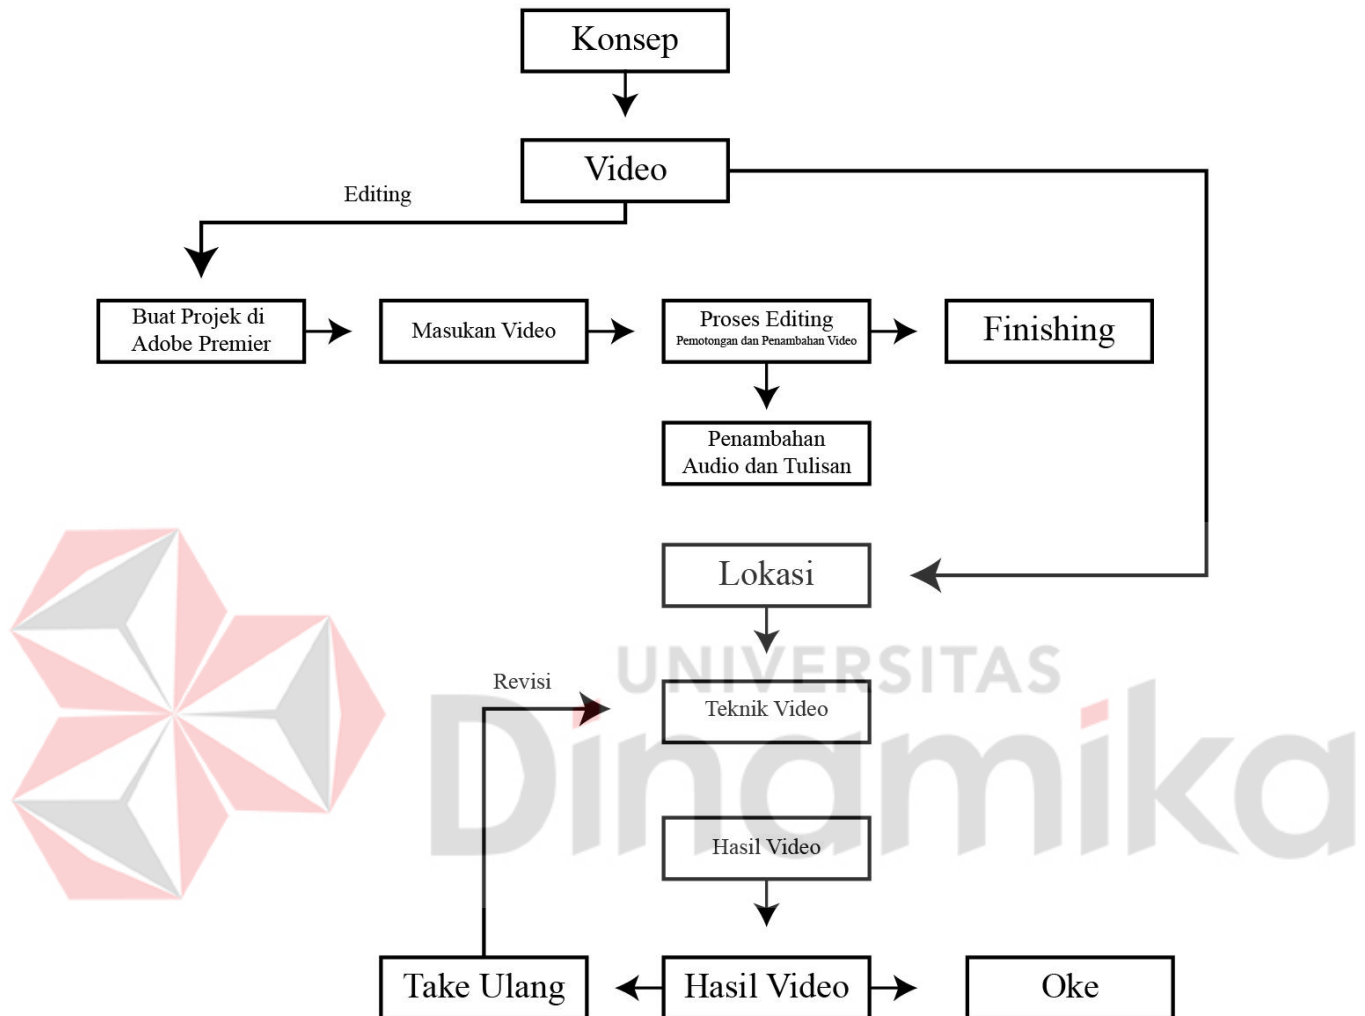 Konsep
Video
Editing
Buat Projek di
Adobe Premier
Masukan Video
Proses Editing
Pemotongan dan Penambahan Video
Finishing
Penambahan
Audio dan Tulisan
Lokasi
UNIVERSITAS
Dinamika
Revisi
Teknik Video
Hasil Video
Take Ulang
Hasil Video
Oke